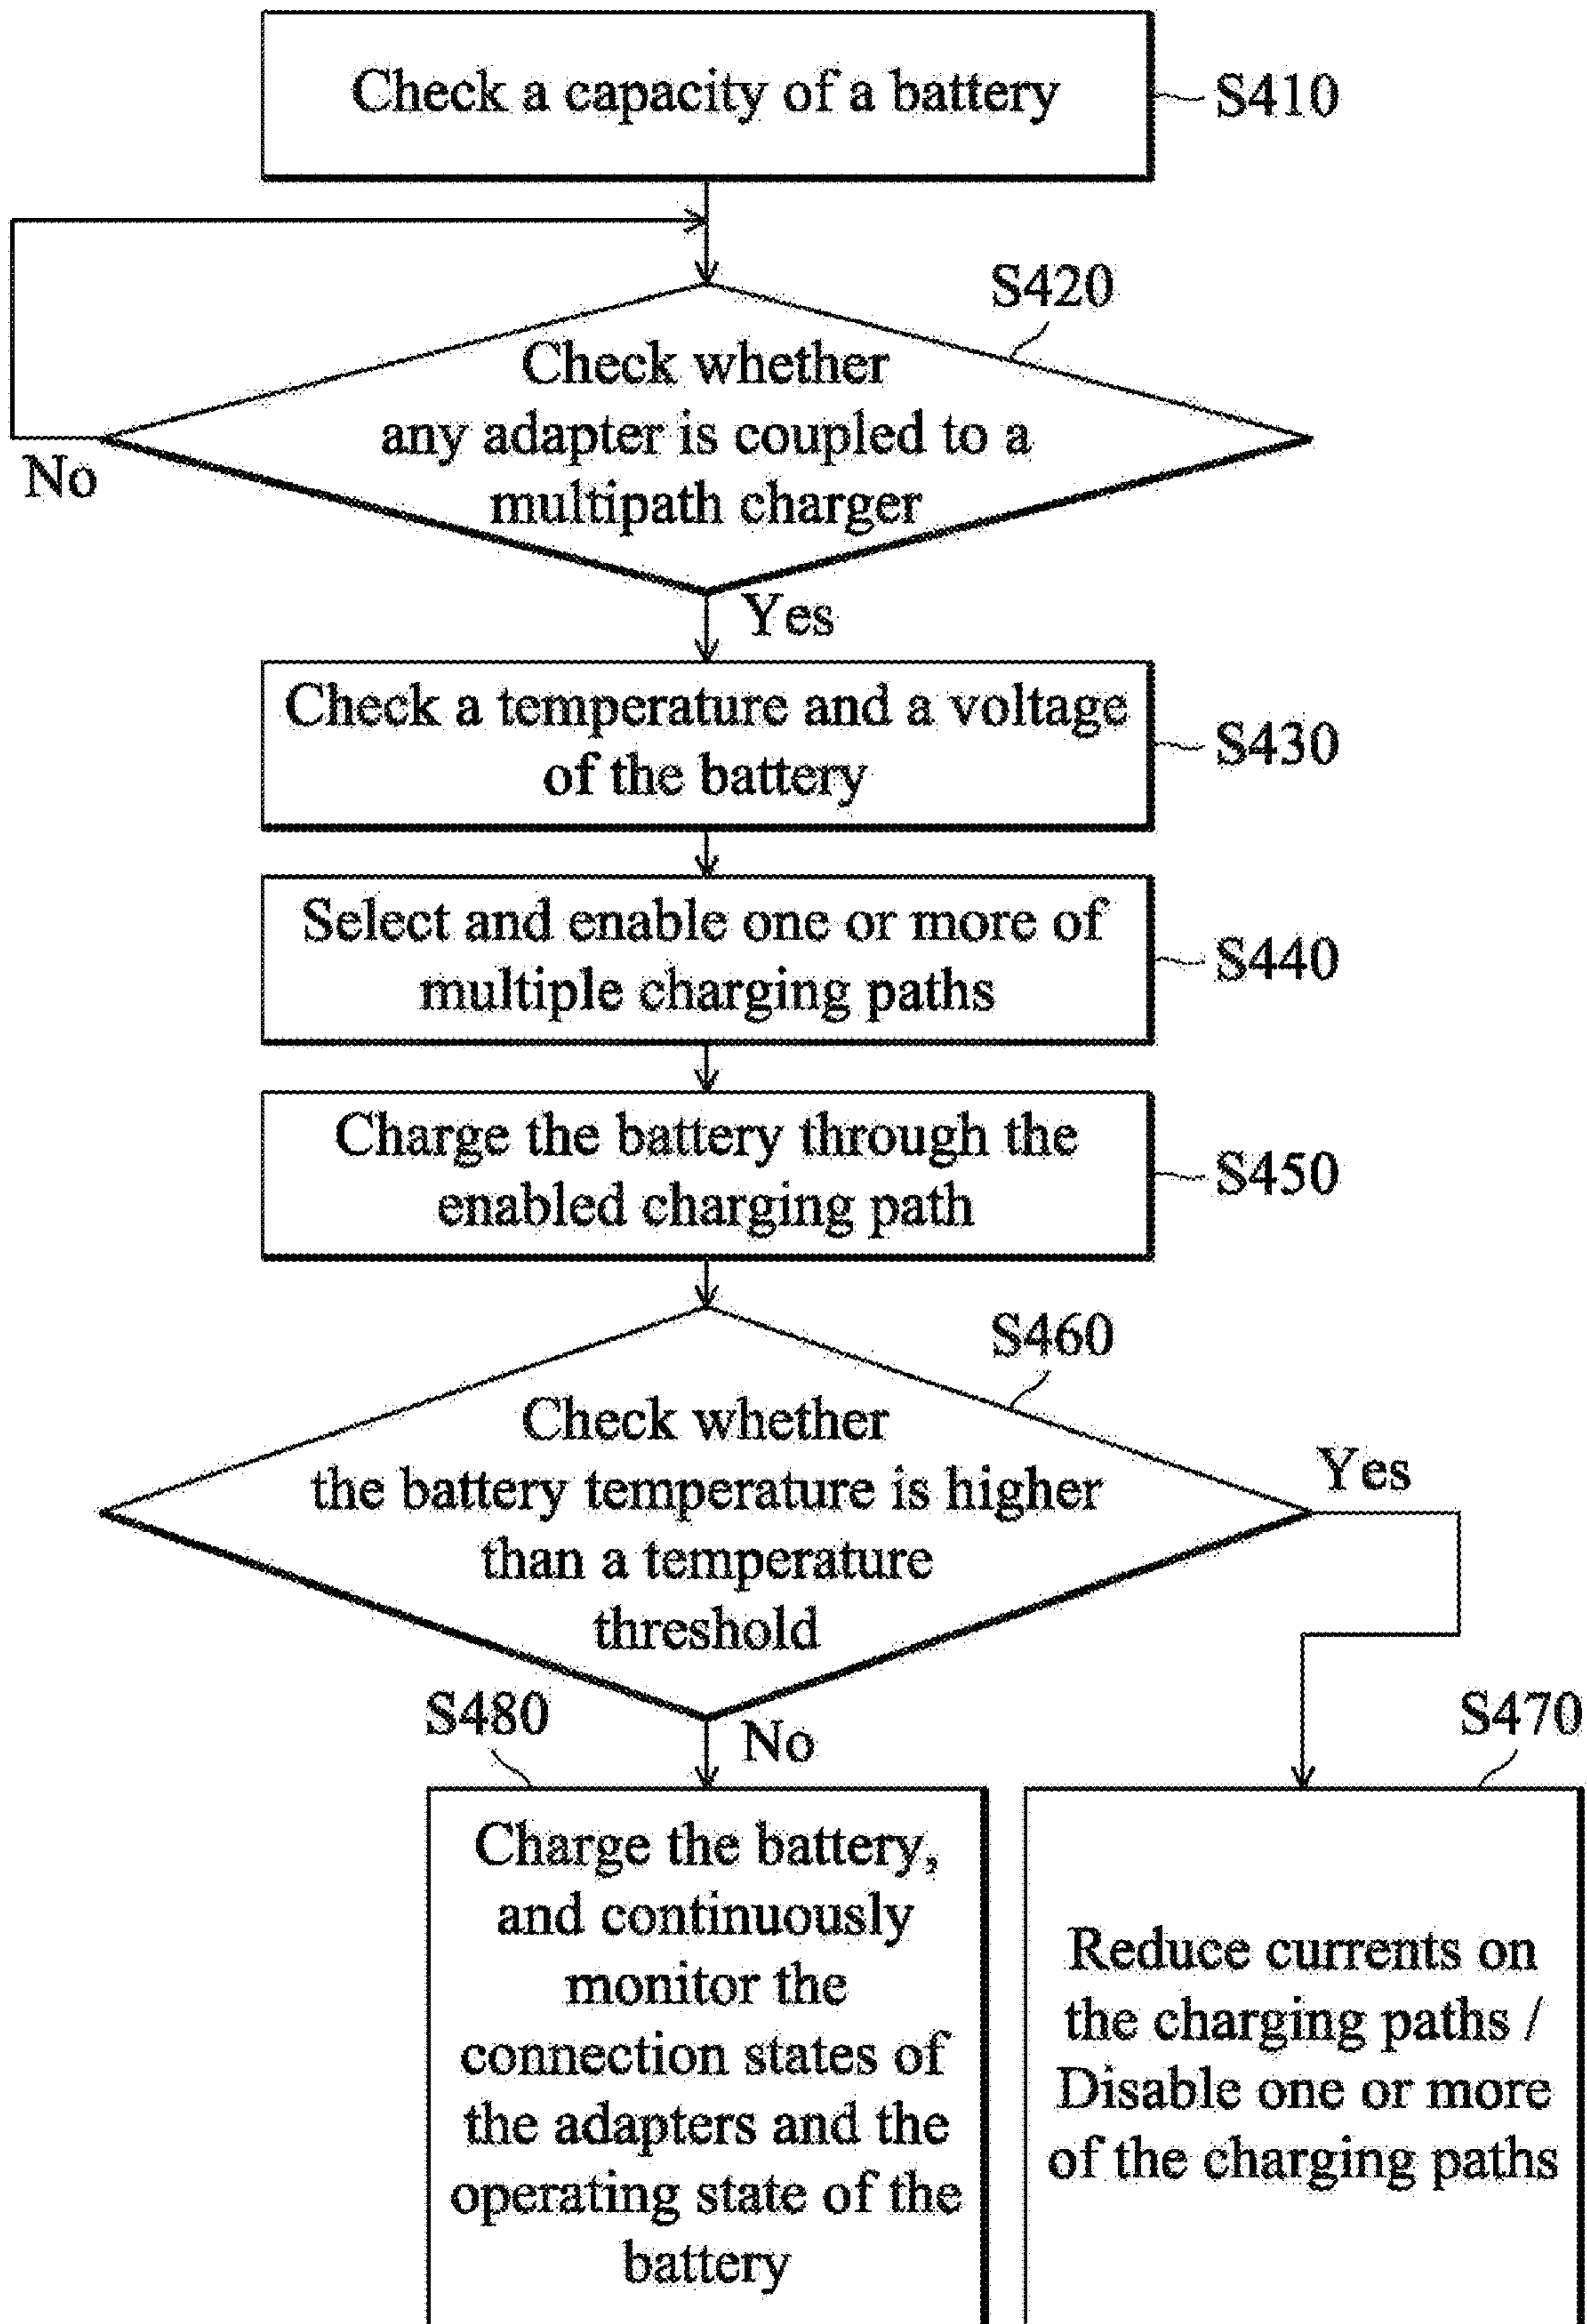 Check a capacity of a battery
S410
S420
Check whether
any adapter is coupled to a
multipath charger
No
Yes
Check a temperature and a voltage
of the battery
S430
Select and enable one or more of
multiple charging paths
S440
Charge the battery through the
enabled charging path
S450
S460
Check whether
the battery temperature is higher
than a temperature
threshold
Yes
No
S480
Charge the battery,
and continuously
monitor the
connection states of
the adapters and the
operating state of the
battery
S470
Reduce currents on
the charging paths /
Disable one or more
of the charging paths